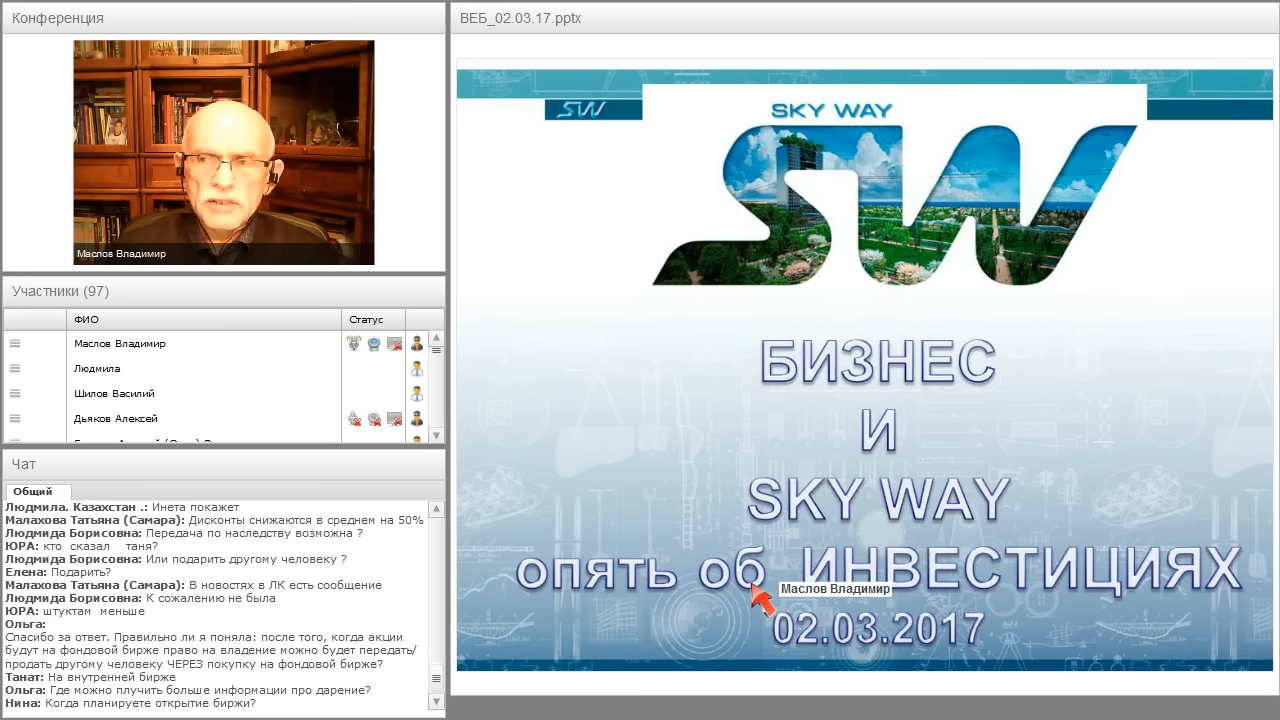 Конференция
Маслов Владимир
Участники (97)
ФИО
Статус
Маслов Владимир
Людмила
Шилов Василий
Дьяков Алексей
Чат
Общий
Людмила. Казахстан .: Инета покажет
Малахова Татьяна (Самара): Дисконты снижаются в среднем на 50%
Людмида Борисовна: Передача по наследству возможна ?
ЮРА: кто сказал таня?
Людмида Борисовна: Или подарить другому человеку ?
Елена: Подарить?
Малахова Татьяна (Самара): В новостях в ЛК есть сообщение
Людмида Борисовна: К сожалению не была
ЮРА: штуктам меньше
Ольга:
Спасибо за ответ. Правильно ли я поняла: после того, когда акции
будут на фондовой бирже право на владение можно будет передать/
продать другому человеку ЧЕРЕЗ покупку на фондовой бирже?
Танат: На внутренней бирже
Ольга: Где можно плучить больше информации про дарение?
Нина: Когда планируете открытие биржи?
ВЕБ_02.03.17.pptx
SW
SKY WAY
SW
БИЗНЕС
И
SKY WAY
опять об ИНВЕСТИЦИЯХ
Маслов Владимир
02.03.2017